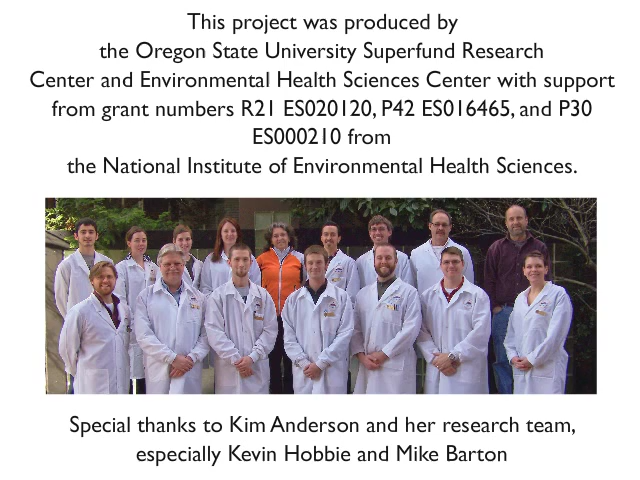 This project was produced by
the Oregon State University Superfund Research
Center and Environmental Health Sciences Center with support
from grant numbers R21 ES020120, P42 ES016465, and P30
ES000210 from
the National Institute of Environmental Health Sciences.
Special thanks to Kim Anderson and her research team,
especially Kevin Hobbie and Mike Barton